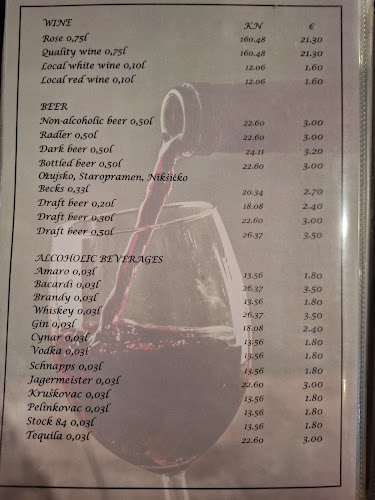 WINE KN €
Rose 0,75l 160.48 21.30
Quality wine 0,75l 160.48 21.30
Local white wine 0,10l 12.06 1.60
Local red wine 0,10l 12.06 1.60
BEER
Non-alcoholic beer 0,50l 22.60 3.00
Radler 0,50l 22.60 3.00
Dark beer 0,50l 24.11 3.20
Bottled beer 0,50l 22.60 3.00
Ožujsko, Staropramen, Nikšičko
Becks 0,33l 20.34 2.70
Draft beer 0,20l 18.08 2.40
Draft beer 0,30l 22.60 3.00
Draft beer 0,50l 26.37 3.50
ALCOHOLIC BEVERAGES
Amaro 0,03l 13.56 1.80
Bacardi 0,03l 26.37 3.50
Brandy 0,03l 13.56 1.80
Whiskey 0,03l 26.37 3.50
Gin 0,03l 18.08 2.40
Cynar 0,03l 13.56 1.80
Vodka 0,03l 13.56 1.80
Schnapps 0,03l 13.56 1.80
Jagermeister 0,03l 22.60 3.00
Kruškovac 0,03l 13.56 1.80
Pelinkovac 0,03l 13.56 1.80
Stock 84 0,03l 13.56 1.80
Tequila 0,03l 22.60 3.00